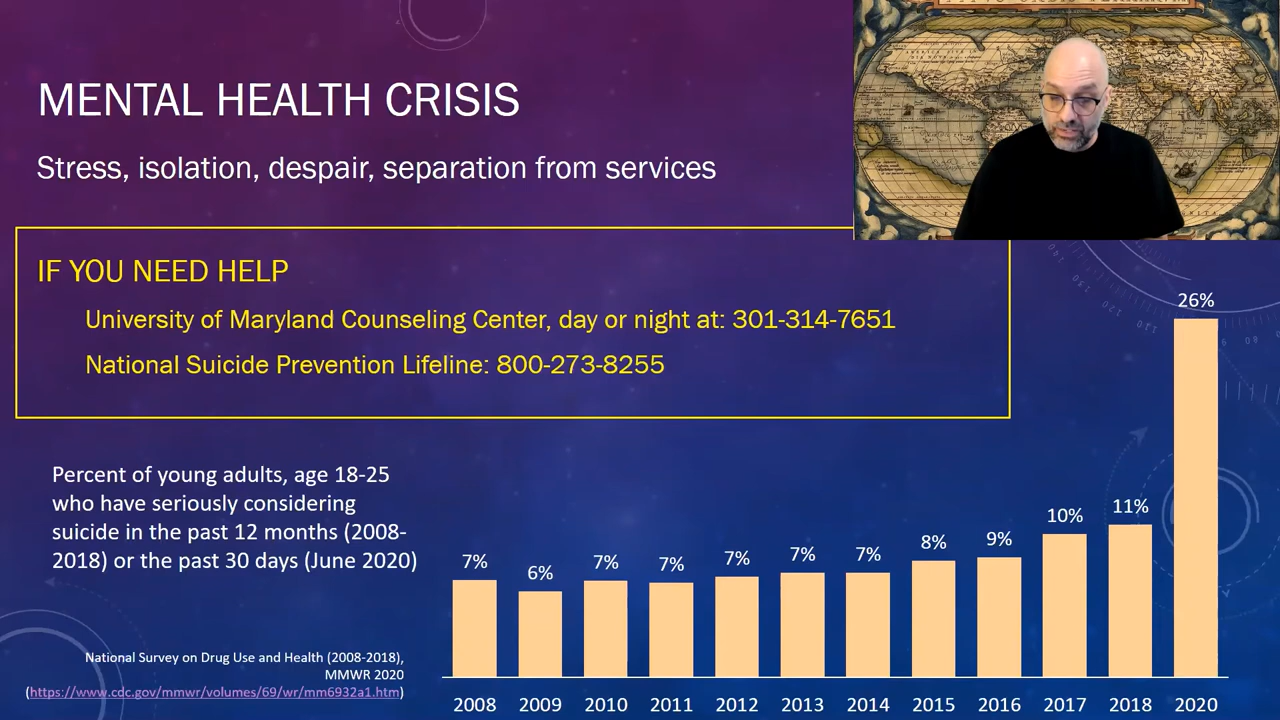 MENTAL HEALTH CRISIS
Stress, isolation, despair, separation from services
IF YOU NEED HELP
University of Maryland Counseling Center, day or night at: 301-314-7651
National Suicide Prevention Lifeline: 800-273-8255
Percent of young adults, age 18-25
who have seriously considering
suicide in the past 12 months (2008-
2018) or the past 30 days (June 2020)
National Survey on Drug Use and Health (2008-2018),
MMWR 2020
(https://www.cdc.gov/mmwr/volumes/69/wr/mm6932a1.htm)
7% 6% 7% 7% 7% 7% 7% 8% 9% 10% 11% 26%
2008 2009 2010 2011 2012 2013 2014 2015 2016 2017 2018 2020